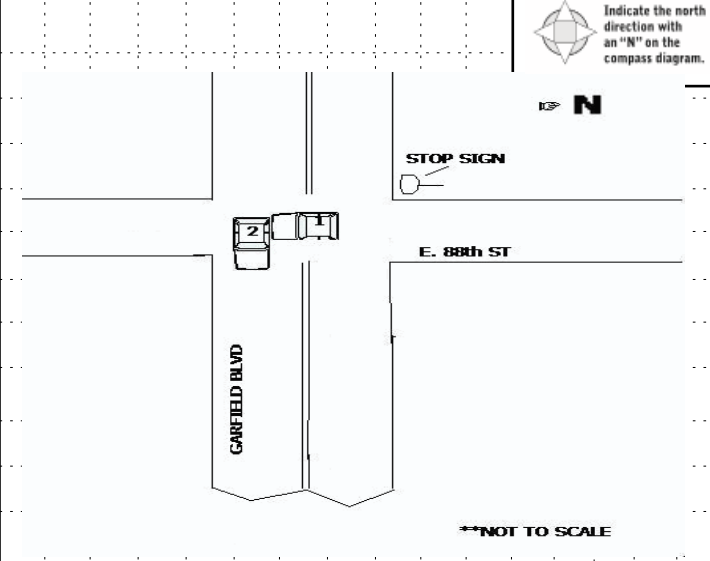 Indicate the north
direction with
an "N" on the
compass diagram.
☞ N
STOP SIGN
1
2
E. 88th ST
GARFIELD BLVD
**NOT TO SCALE